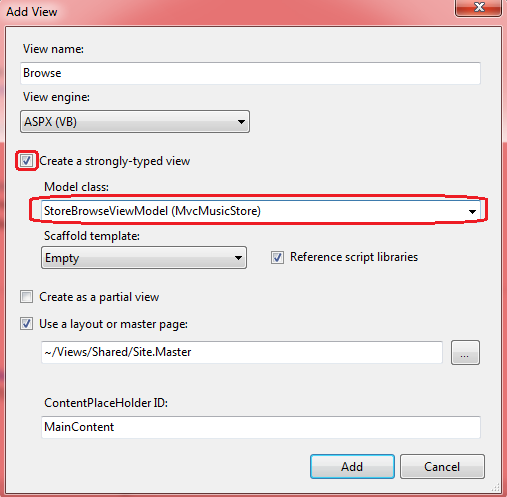 Add View
View name:
Browse
View engine:
ASPX (VB)
Create a strongly-typed view
Model class:
StoreBrowseViewModel (MvcMusicStore)
Scaffold template:
Empty
Reference script libraries
Create as a partial view
Use a layout or master page:
~/Views/Shared/Site.Master
...
ContentPlaceHolder ID:
MainContent
Add
Cancel